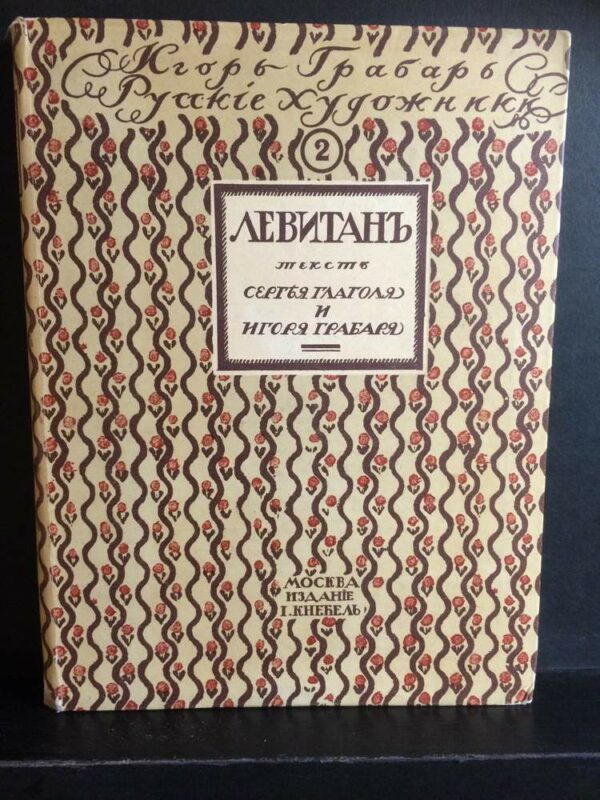 Игорь Грабарь
Русскіе художники
2
ЛЕВИТАНЪ
текстъ
СЕРГѢЯ ГЛАГОЛЯ
И
ИГОРЯ ГРАБАРЯ
МОСКВА
ИЗДАНІЕ
І. КНЕБЕЛЬ